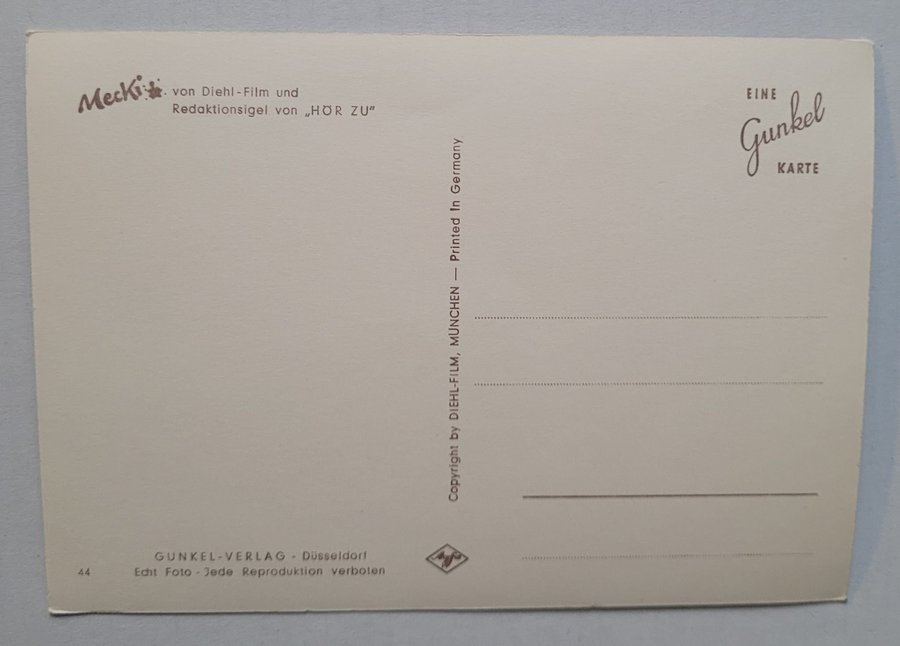 Mecki von Diehl-Film und
Redaktionsigel von „HÖR ZU"
EINE
Gunkel
KARTE
Copyright by DIEHL-FILM, MÜNCHEN — Printed in Germany
GUNKEL-VERLAG - Düsseldorf
44 Echt Foto - Jede Reproduktion verboten
Agfa